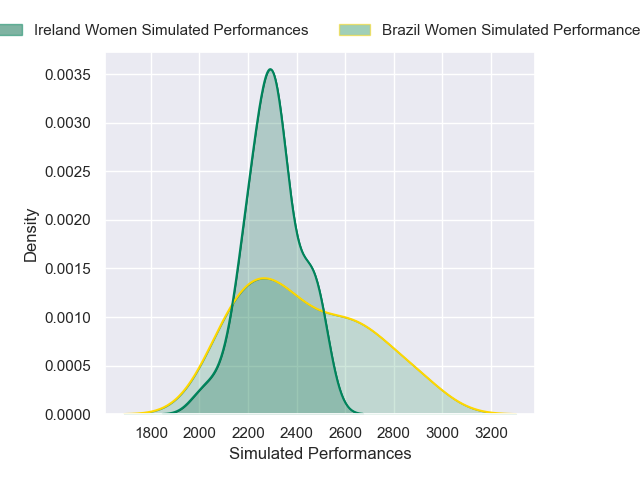 Ireland Women Simulated Performances
Brazil Women Simulated Performance
0.0035
0.0030
0.0025
0.0020
0.0015
0.0010
0.0005
0.0000
Density
1800 2000 2200 2400 2600 2800 3000 3200
Simulated Performances